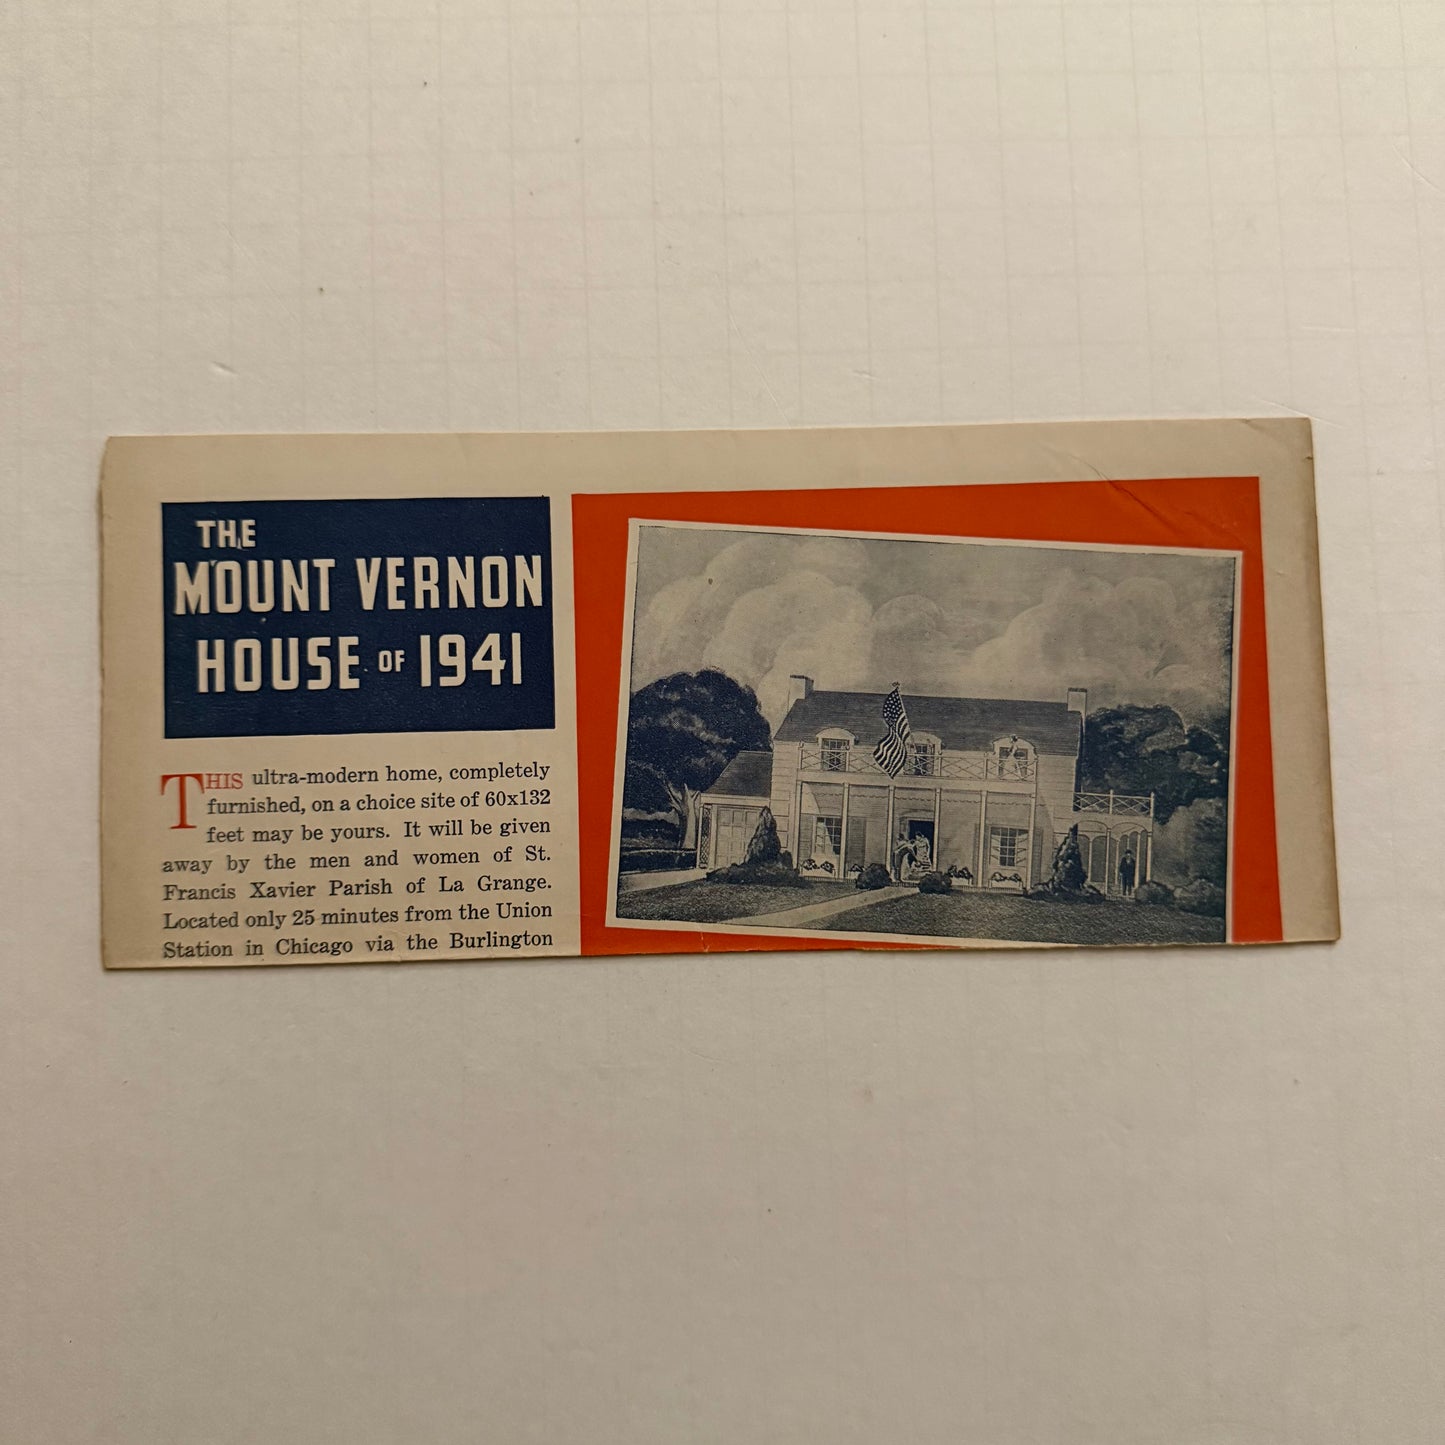 THE
MOUNT VERNON
HOUSE OF 1941
THIS ultra-modern home, completely
furnished, on a choice site of 60x132
feet may be yours. It will be given
away by the men and women of St.
Francis Xavier Parish of La Grange.
Located only 25 minutes from the Union
Station in Chicago via the Burlington